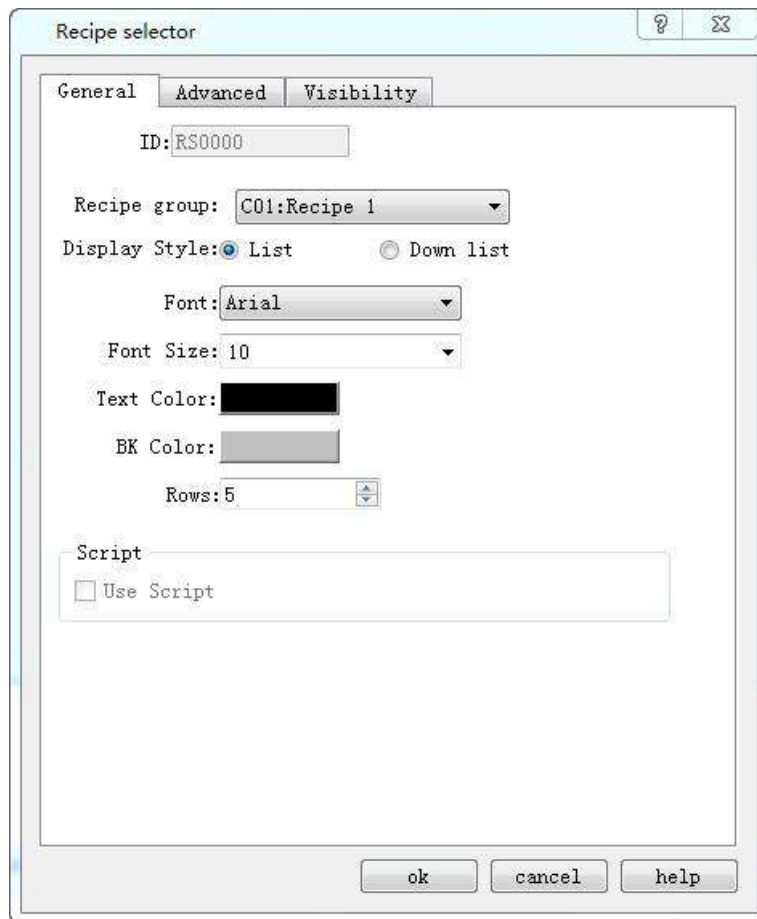 Recipe selector
General Advanced Visibility
ID: RS0000
Recipe group: C01:Recipe 1
Display Style: List Down list
Font: Arial
Font Size: 10
Text Color:
BK Color:
Rows: 5
Script
Use Script
ok cancel help